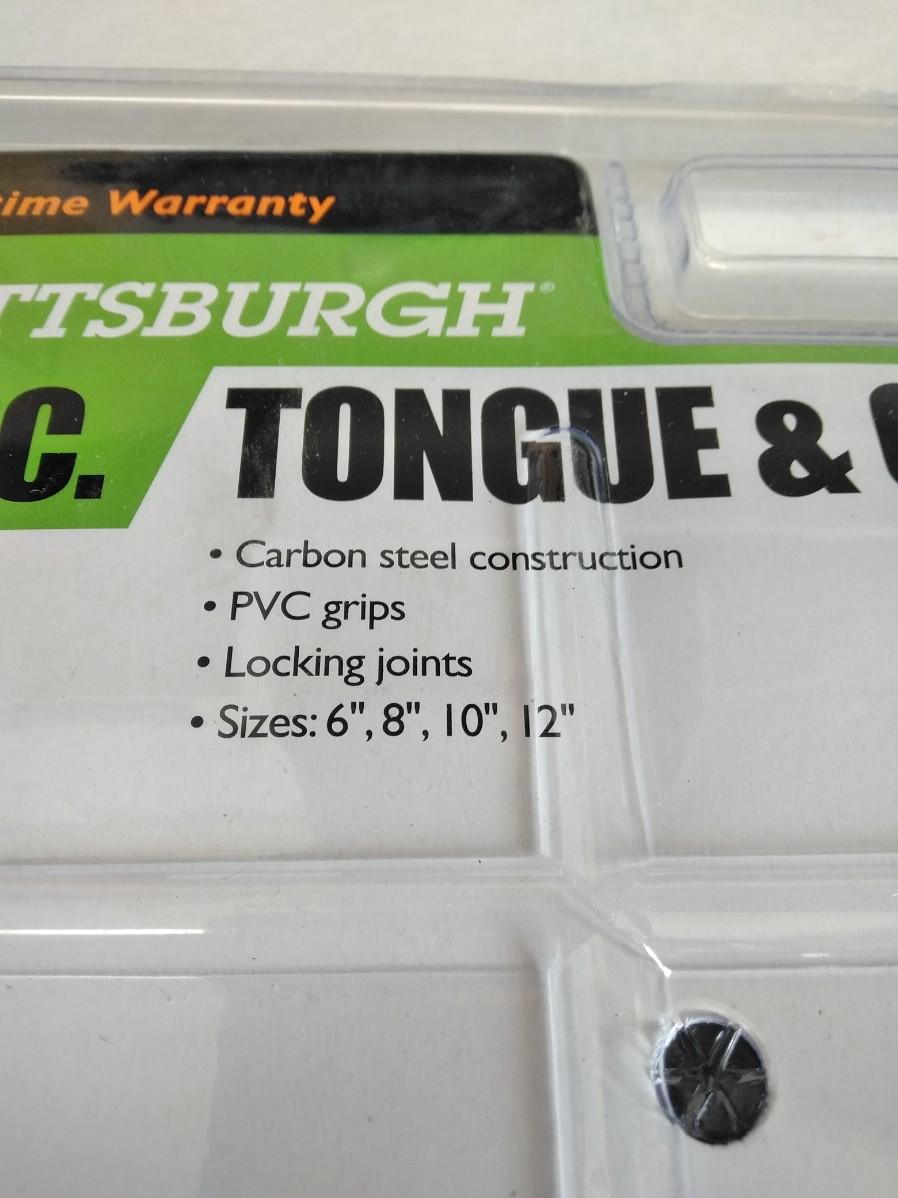 time Warranty
TTSBURGH®
C. TONGUE &
• Carbon steel construction
• PVC grips
• Locking joints
• Sizes: 6", 8", 10", 12"